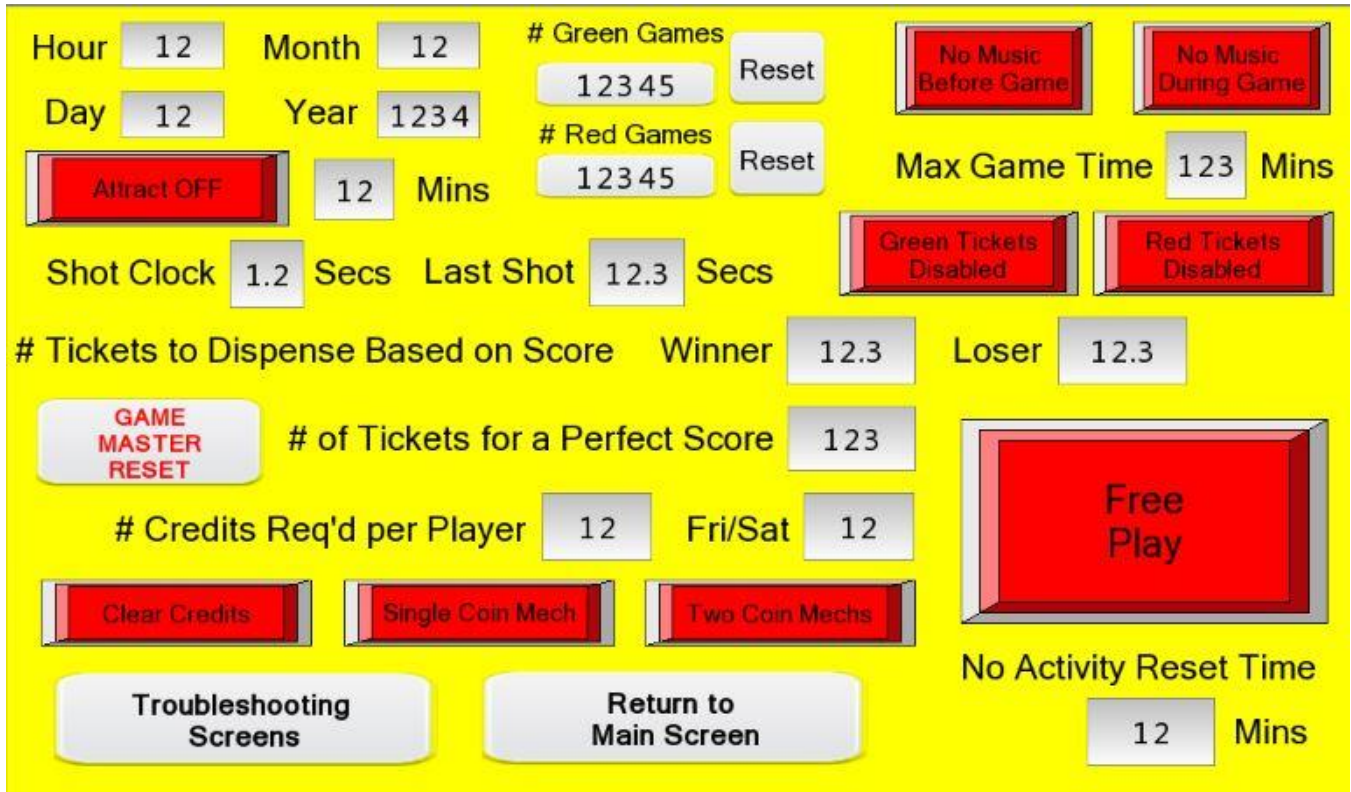 Hour 12 Month 12
# Green Games
12345 Reset
No Music
Before Game
No Music
During Game
Day 12 Year 1234
# Red Games
12345 Reset
Max Game Time 123 Mins
Attract OFF 12 Mins
Green Tickets
Disabled
Red Tickets
Disabled
Shot Clock 1.2 Secs Last Shot 12.3 Secs
# Tickets to Dispense Based on Score Winner 12.3 Loser 12.3
GAME
MASTER
RESET
# of Tickets for a Perfect Score 123
Free
Play
# Credits Req'd per Player 12 Fri/Sat 12
Clear Credits Single Coin Mech Two Coin Mechs
No Activity Reset Time
12 Mins
Troubleshooting
Screens
Return to
Main Screen